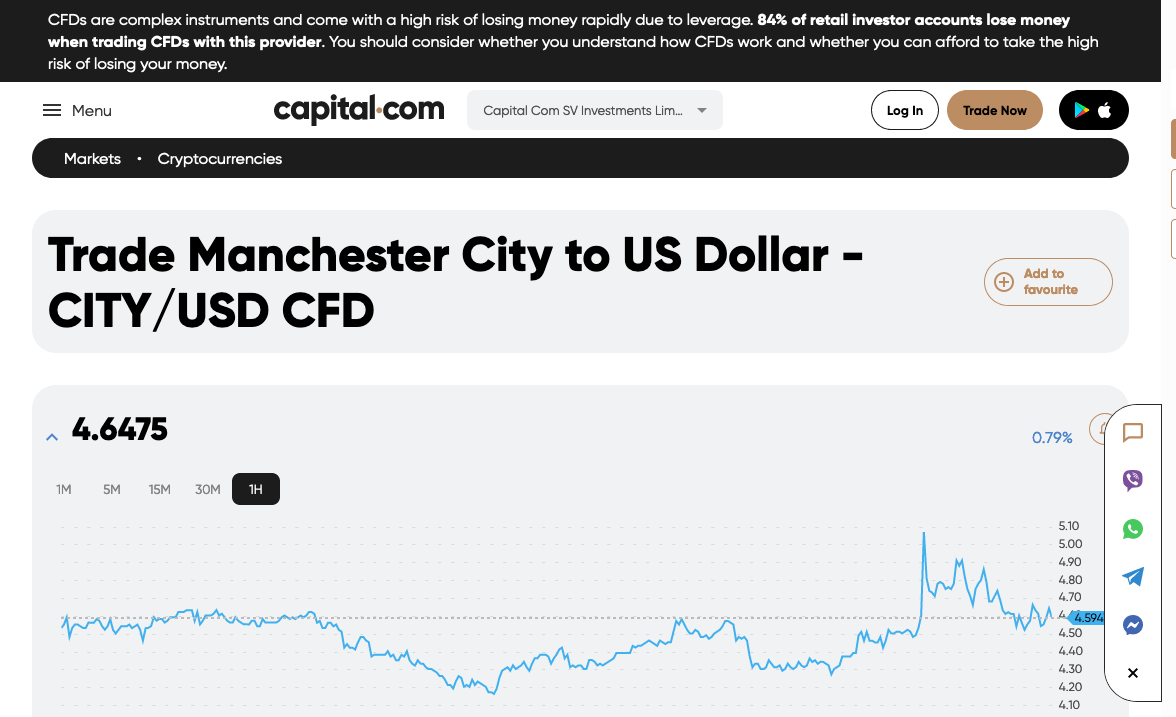 CFDs are complex instruments and come with a high risk of losing money rapidly due to leverage. 84% of retail investor accounts lose money
when trading CFDs with this provider. You should consider whether you understand how CFDs work and whether you can afford to take the high
risk of losing your money.
Menu
capital.com
Capital Com SV Investments Lim...
Log In
Trade Now
Markets • Cryptocurrencies
Trade Manchester City to US Dollar -
CITY/USD CFD
Add to
favourite
4.6475
0.79%
1M 5M 15M 30M 1H
5.10
5.00
4.90
4.80
4.70
4.594
4.50
4.40
4.30
4.20
4.10